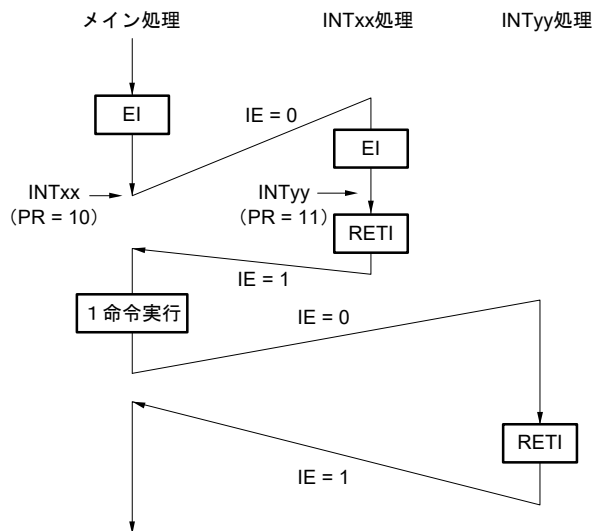 メイン処理
INTxx処理
INTyy処理
EI
IE = 0
EI
INTxx
（PR = 10）
INTyy
（PR = 11）
RETI
IE = 1
１命令実行
IE = 0
RETI
IE = 1